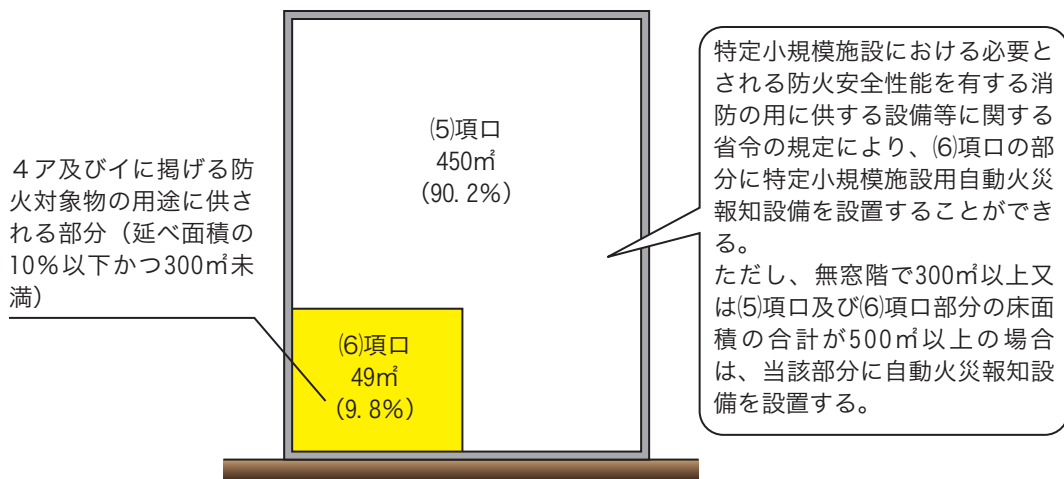 ４ア及びイに掲げる防
火対象物の用途に供さ
れる部分（延べ面積の
10％以下かつ300㎡未
満）
⑸項ロ
450㎡
(90.2％)
⑹項ロ
49㎡
(9.8％)
特定小規模施設における必要と
される防火安全性能を有する消
防の用に供する設備等に関する
省令の規定により、⑹項ロの部
分に特定小規模施設用自動火災
報知設備を設置することができ
る。
ただし、無窓階で300㎡以上又
は⑸項ロ及び⑹項ロ部分の床面
積の合計が500㎡以上の場合
は、当該部分に自動火災報知設
備を設置する。